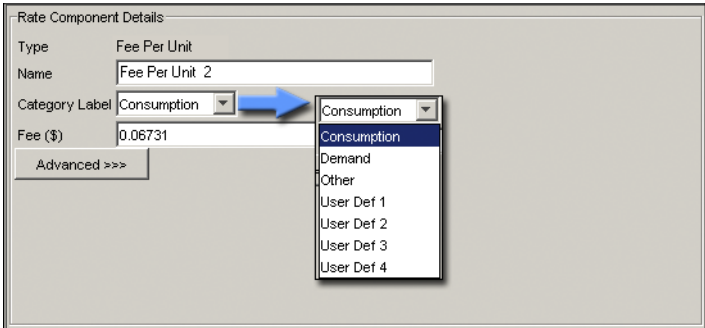 Rate Component Details
Type Fee Per Unit
Name Fee Per Unit 2
Category Label Consumption Consumption
Fee ($) 0.06731
Advanced >>>
Consumption
Demand
Other
User Def 1
User Def 2
User Def 3
User Def 4